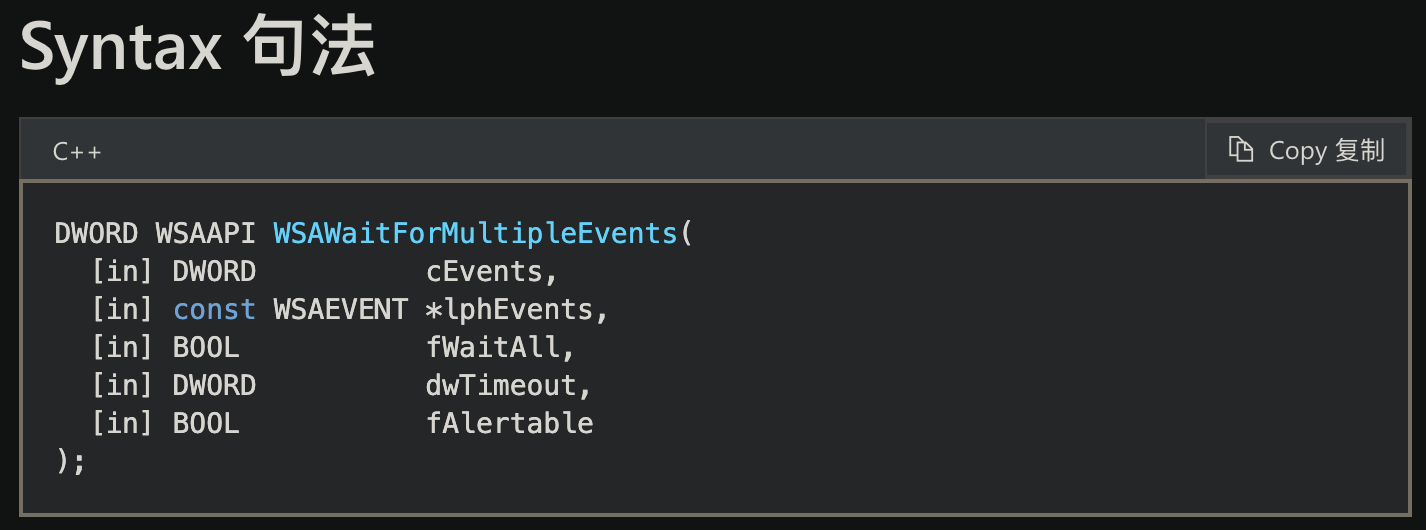 Syntax 句法
C++
Copy 复制
DWORD WSAAPI WSAWaitForMultipleEvents(
  [in] DWORD          cEvents,
  [in] const WSAEVENT *lphEvents,
  [in] BOOL           fWaitAll,
  [in] DWORD          dwTimeout,
  [in] BOOL           fAlertable
);